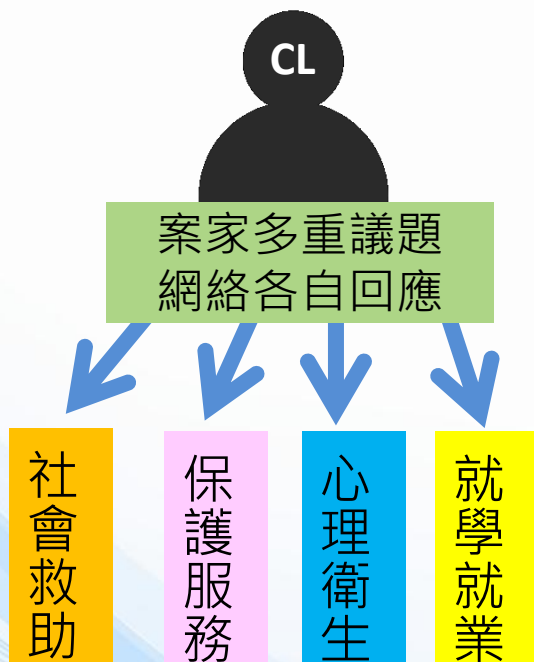 CL
案家多重議題
網絡各自回應
社會救助
保護服務
心理衛生
就學就業